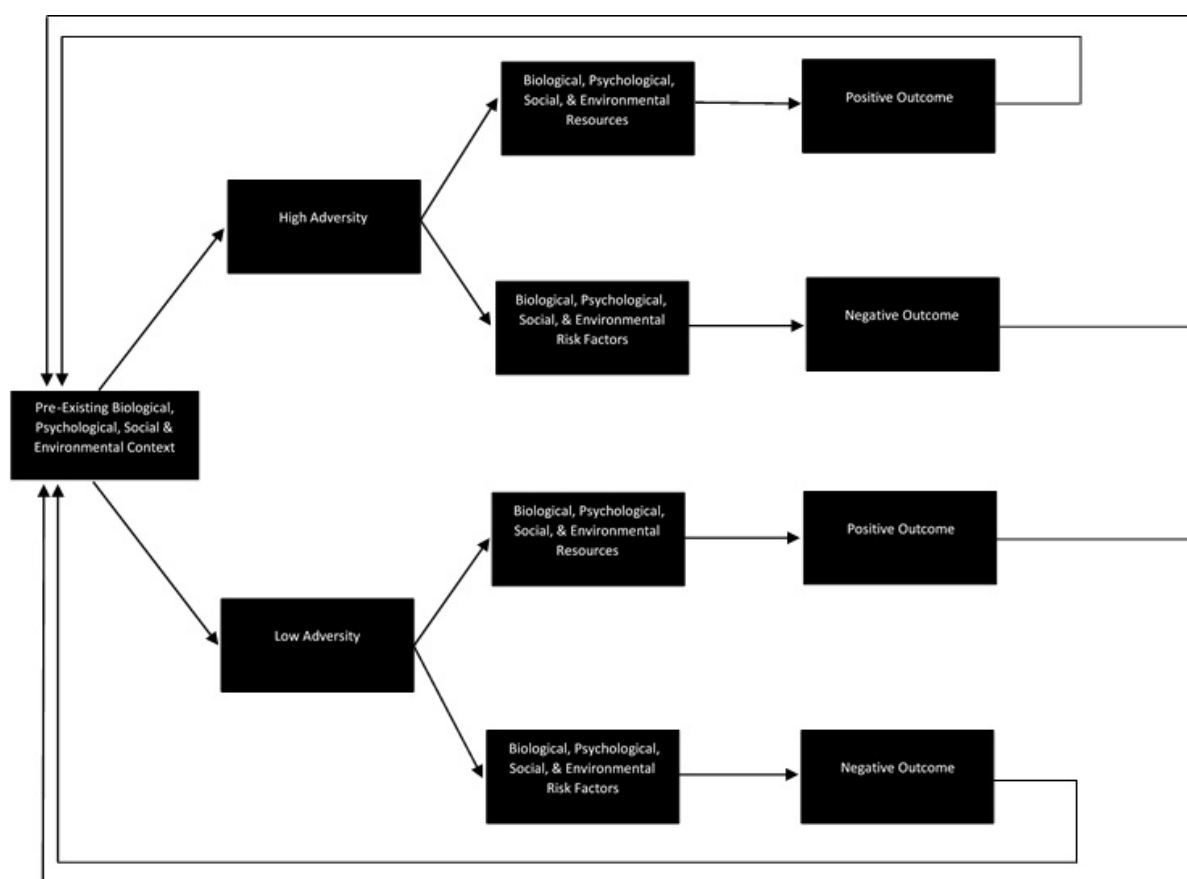 Biological, Psychological,
Social, & Environmental
Resources
Positive Outcome
High Adversity
Biological, Psychological,
Social, & Environmental
Risk Factors
Negative Outcome
Pre-Existing Biological,
Psychological, Social &
Environmental Context
Biological, Psychological,
Social, & Environmental
Resources
Positive Outcome
Low Adversity
Biological, Psychological,
Social, & Environmental
Risk Factors
Negative Outcome